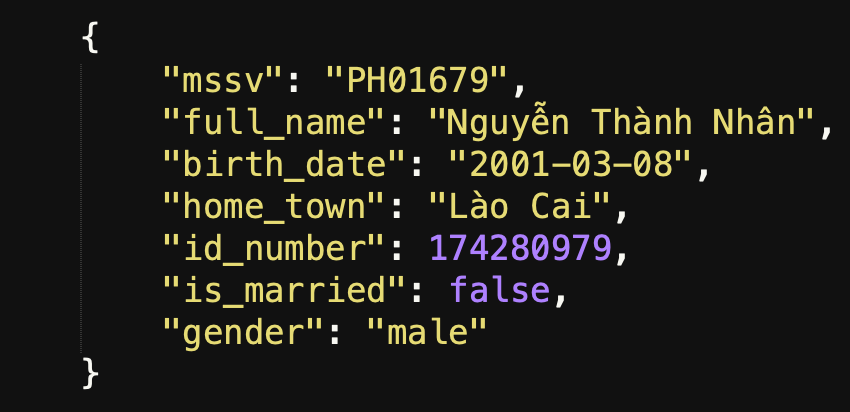 {
"mssv": "PH01679",
"full_name": "Nguyễn Thành Nhân",
"birth_date": "2001-03-08",
"home_town": "Lào Cai",
"id_number": 174280979,
"is_married": false,
"gender": "male"
}